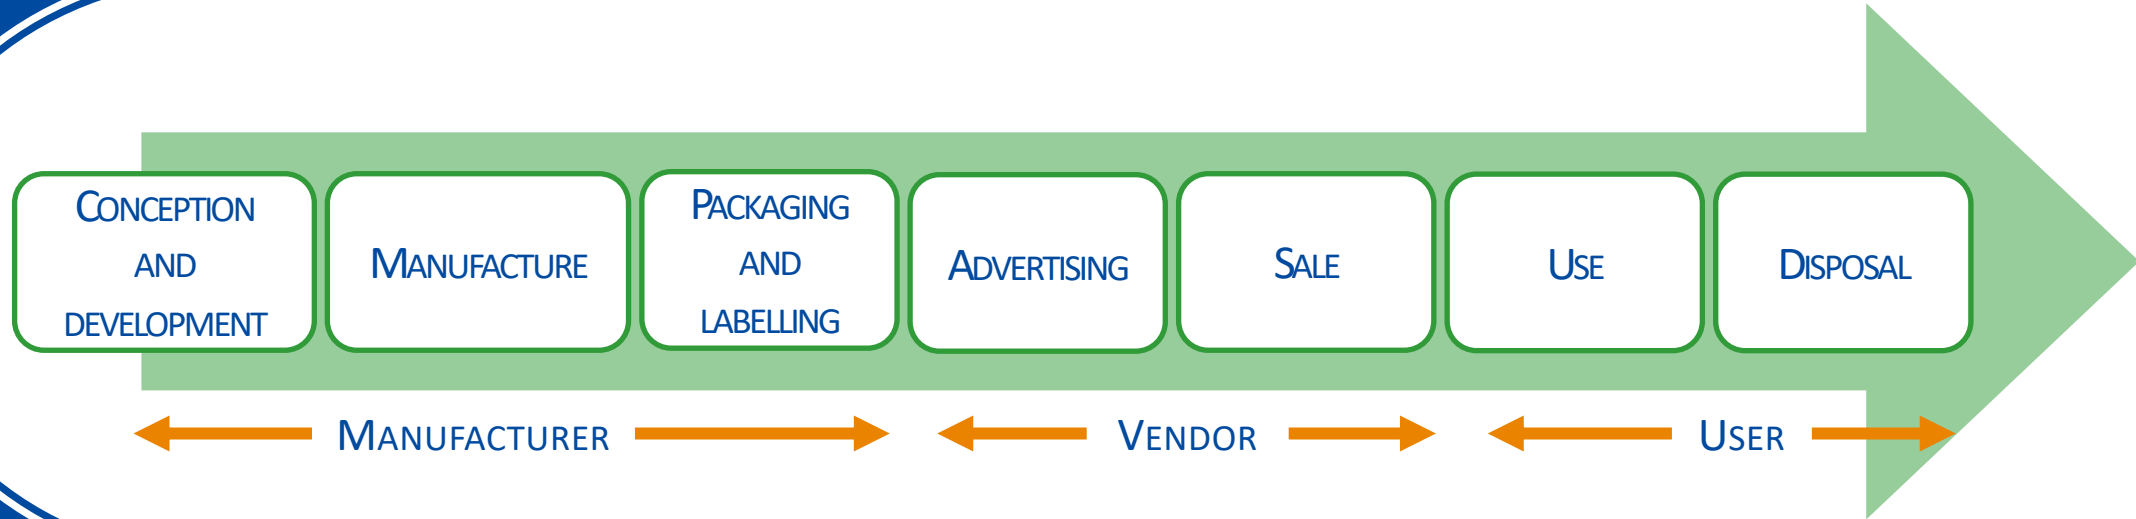 Conception
and
development
Manufacture
Packaging
and
labelling
Advertising
Sale
Use
Disposal
Manufacturer
Vendor
User